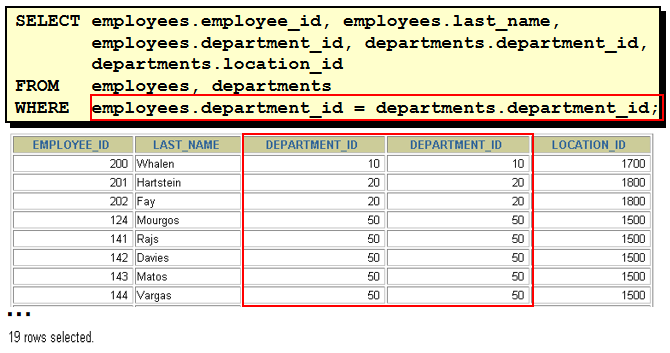 SELECT employees.employee_id, employees.last_name,
employees.department_id, departments.department_id,
departments.location_id
FROM employees, departments
WHERE employees.department_id = departments.department_id;
EMPLOYEE_ID LAST_NAME DEPARTMENT_ID DEPARTMENT_ID LOCATION_ID
200 Whalen 10 10 1700
201 Hartstein 20 20 1800
202 Fay 20 20 1800
124 Mourgos 50 50 1500
141 Rajs 50 50 1500
142 Davies 50 50 1500
143 Matos 50 50 1500
144 Vargas 50 50 1500
...
19 rows selected.